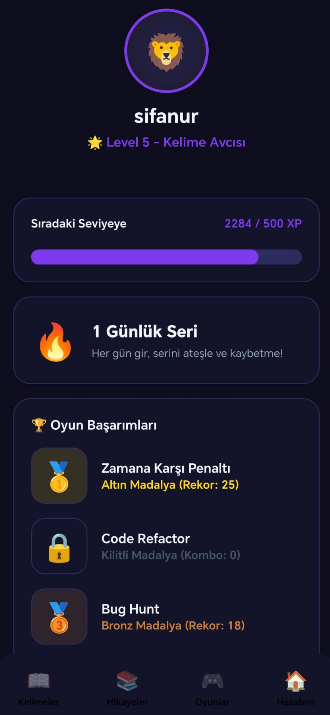 sifanur
🌟 Level 5 - Kelime Avcısı
Sıradaki Seviyeye 2284 / 500 XP
1 Günlük Seri
Her gün gir, serini ateşle ve kaybetme!
🏆 Oyun Başarımları
Zamana Karşı Penaltı
Altın Madalya (Rekor: 25)
Code Refactor
Kilitli Madalya (Kombo: 0)
Bug Hunt
Bronz Madalya (Rekor: 18)
Kelimeler Hikayeler Oyunlar Hesabım